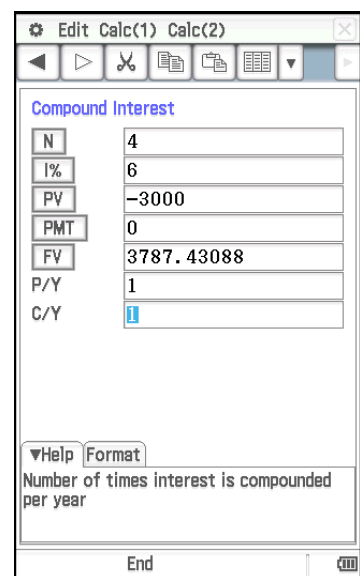 Edit Calc(1) Calc(2)
Compound Interest
N 4
I% 6
PV -3000
PMT 0
FV 3787.43088
P/Y 1
C/Y 1
▼Help Format
Number of times interest is compounded
per year
End